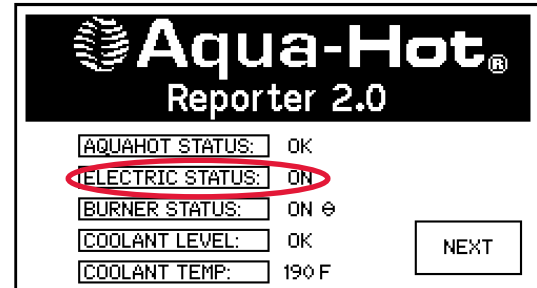 Aqua-Hot®
Reporter 2.0
AQUAHOT STATUS: OK
ELECTRIC STATUS: ON
BURNER STATUS: ON ⊖
COOLANT LEVEL: OK
NEXT
COOLANT TEMP: 190 F